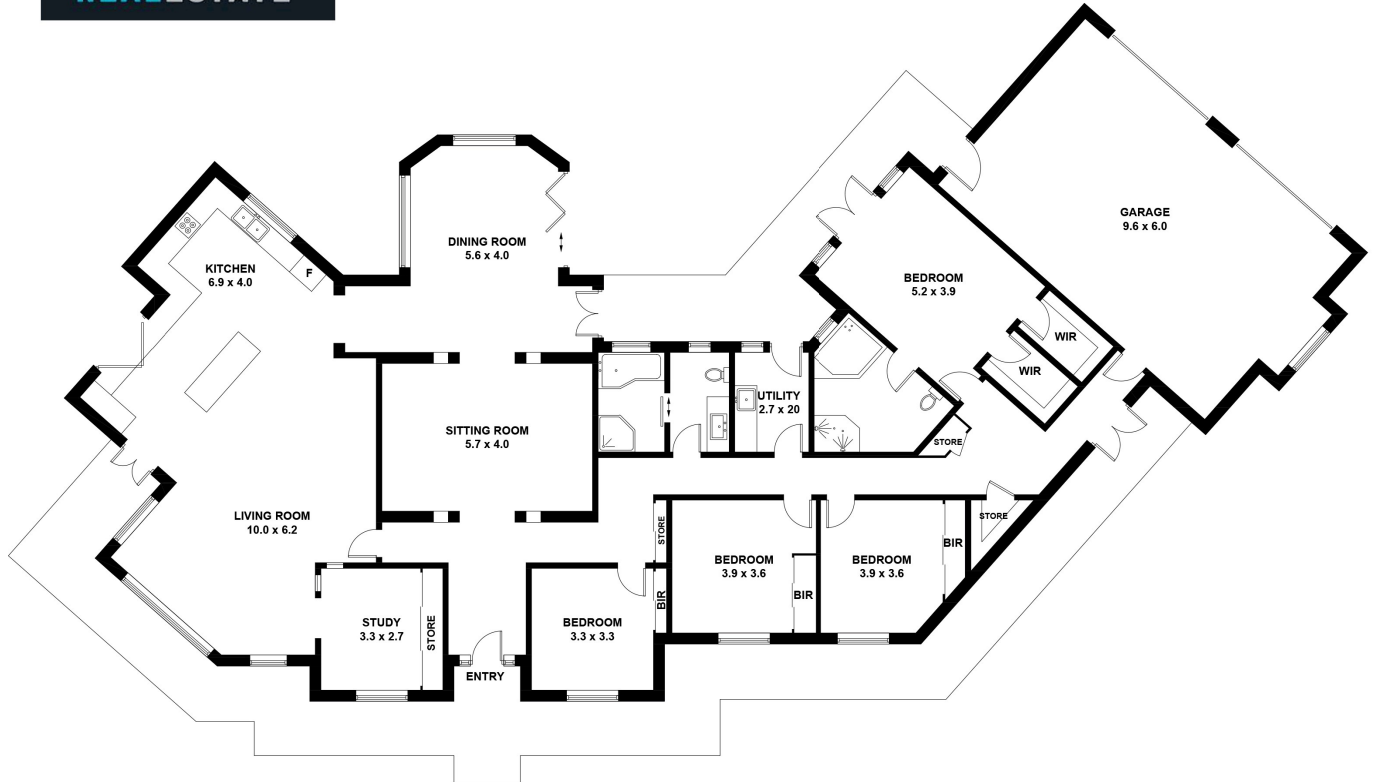 GARAGE
9.6 x 6.0
DINING ROOM
5.6 x 4.0
KITCHEN
6.9 x 4.0
F
BEDROOM
5.2 x 3.9
WIR
WIR
UTILITY
2.7 x 20
SITTING ROOM
5.7 x 4.0
STORE
LIVING ROOM
10.0 x 6.2
STORE
STORE
BEDROOM
3.9 x 3.6
BIR
BEDROOM
3.9 x 3.6
BIR
STUDY
3.3 x 2.7
STORE
BEDROOM
3.3 x 3.3
BIR
ENTRY